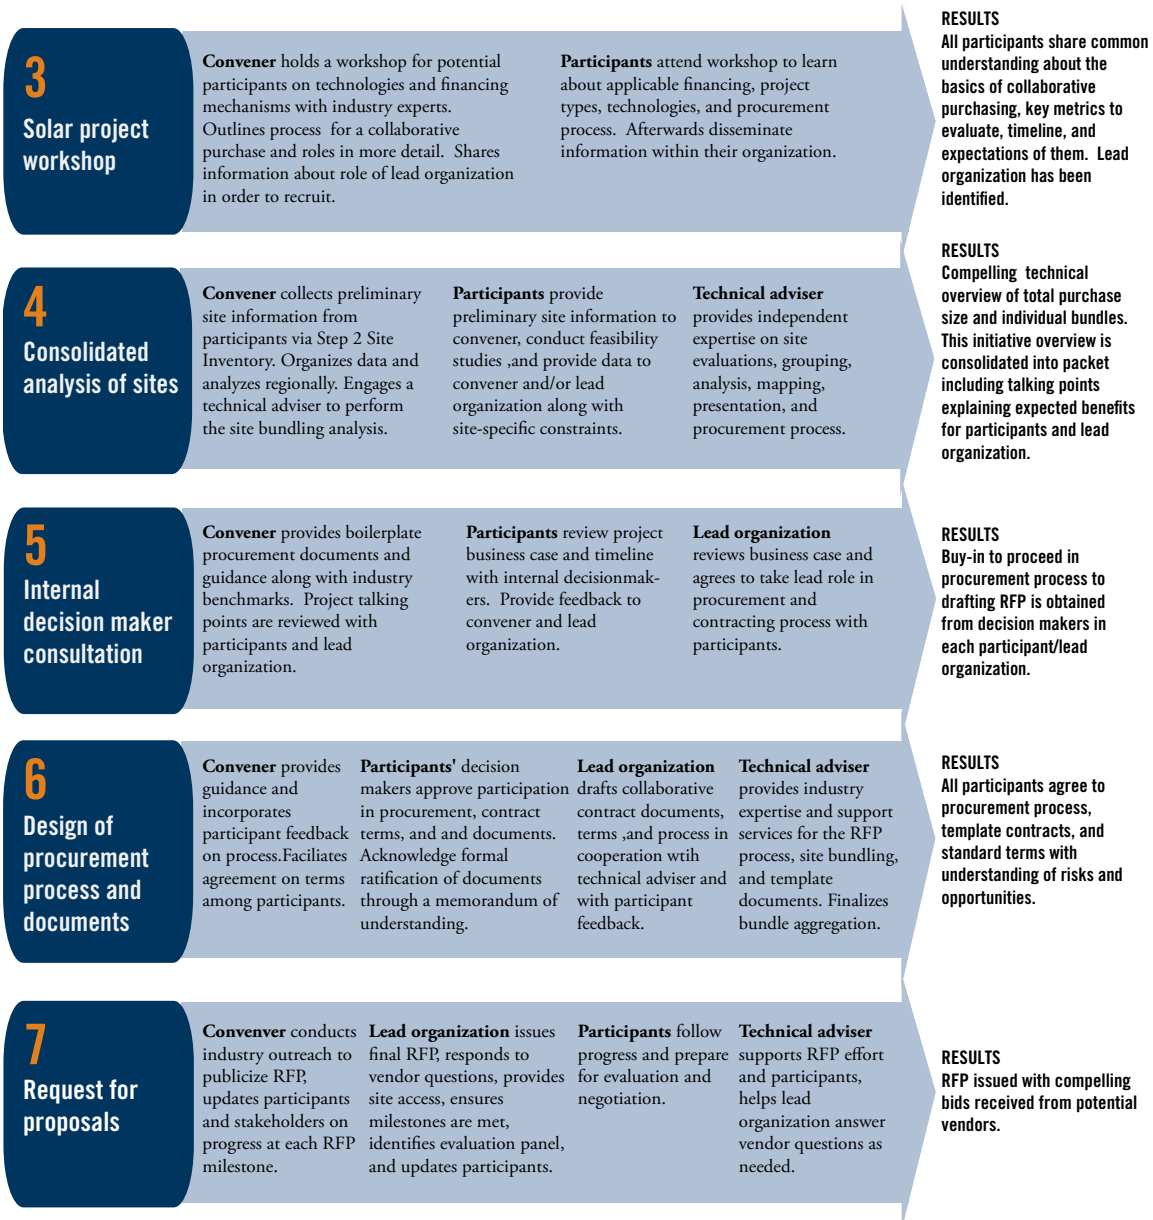 3
Solar project
workshop
Convener holds a workshop for potential
participants on technologies and financing
mechanisms with industry experts.
Outlines process  for a collaborative
purchase and roles in more detail.  Shares
information about role of lead organization
in order to recruit.
Participants attend workshop to learn
about applicable financing, project
types, technologies, and procurement
process.  Afterwards disseminate
information within their organization.
RESULTS
All participants share common
understanding about the
basics of collaborative
purchasing, key metrics to
evaluate, timeline, and
expectations of them.  Lead
organization has been
identified.
4
Consolidated
analysis of sites
Convener collects preliminary
site information from
participants via Step 2 Site
Inventory. Organizes data and
analyzes regionally. Engages a
technical adviser to perform
the site bundling analysis.
Participants provide
preliminary site information to
convener, conduct feasibility
studies ,and provide data to
convener and/or lead
organization along with
site-specific constraints.
Technical adviser
provides independent
expertise on site
evaluations, grouping,
analysis, mapping,
presentation, and
procurement process.
RESULTS
Compelling  technical
overview of total purchase
size and individual bundles.
This initiative overview is
consolidated into packet
including talking points
explaining expected benefits
for participants and lead
organization.
5
Internal
decision maker
consultation
Convener provides boilerplate
procurement documents and
guidance along with industry
benchmarks.  Project talking
points are reviewed with
participants and lead
organization.
Participants review project
business case and timeline
with internal decisionmak-
ers.  Provide feedback to
convener and lead
organization.
Lead organization
reviews business case and
agrees to take lead role in
procurement and
contracting process with
participants.
RESULTS
Buy-in to proceed in
procurement process to
drafting RFP is obtained
from decision makers in
each participant/lead
organization.
6
Design of
procurement
process and
documents
Convener provides
guidance and
incorporates
participant feedback
on process.Faciliates
agreement on terms
among participants.
Participants' decision
makers approve participation
in procurement, contract
terms, and and documents.
Acknowledge formal
ratification of documents
through a memorandum of
understanding.
Lead organization
drafts collaborative
contract documents,
terms ,and process in
cooperation wtih
technical adviser and
with participant
feedback.
Technical adviser
provides industry
expertise and support
services for the RFP
process, site bundling,
and template
documents. Finalizes
bundle aggregation.
RESULTS
All participants agree to
procurement process,
template contracts, and
standard terms with
understanding of risks and
opportunities.
7
Request for
proposals
Convenver conducts
industry outreach to
publicize RFP,
updates participants
and stakeholders on
progress at each RFP
milestone.
Lead organization issues
final RFP, responds to
vendor questions, provides
site access, ensures
milestones are met,
identifies evaluation panel,
and updates participants.
Participants follow
progress and prepare
for evaluation and
negotiation.
Technical adviser
supports RFP effort
and participants,
helps lead
organization answer
vendor questions as
needed.
RESULTS
RFP issued with compelling
bids received from potential
vendors.